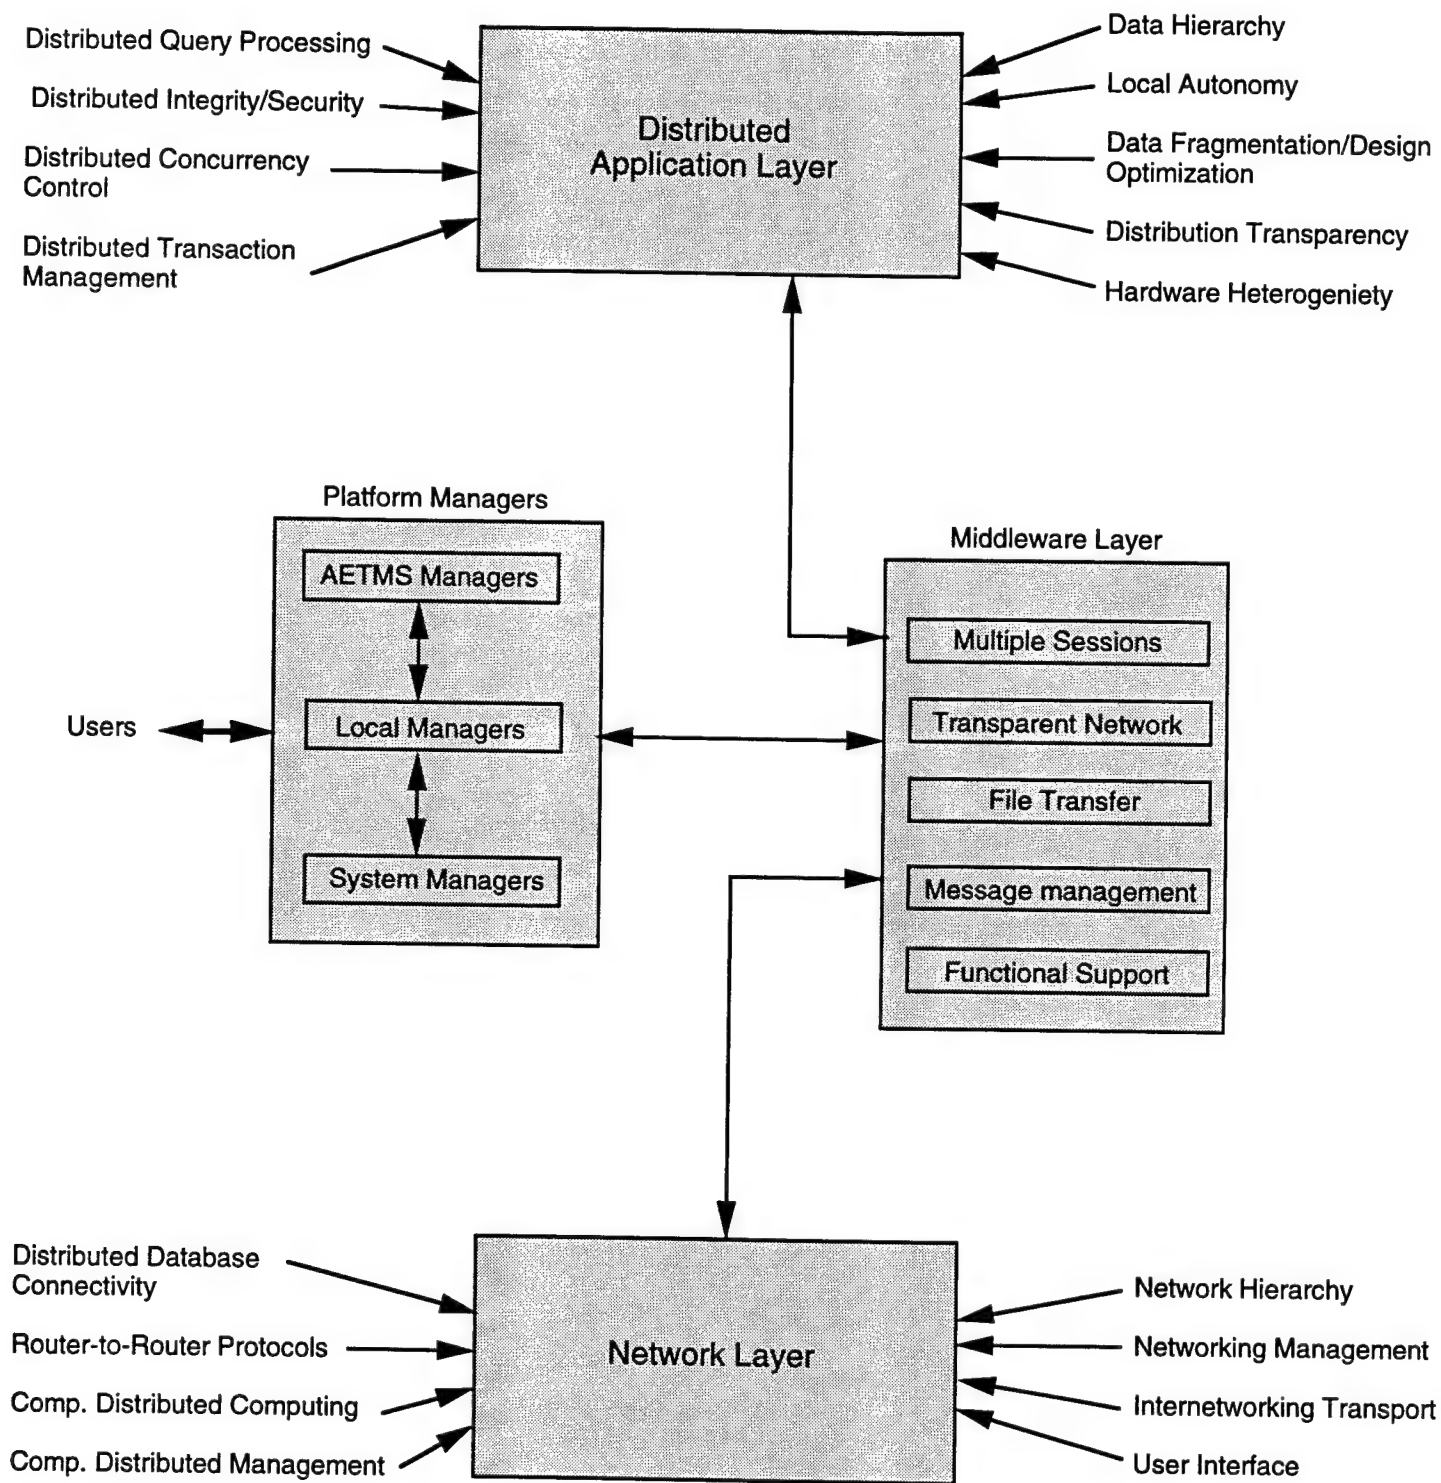 Distributed Query Processing
Distributed Integrity/Security
Distributed Concurrency
Control
Distributed Transaction
Management
Distributed
Application Layer
Data Hierarchy
Local Autonomy
Data Fragmentation/Design
Optimization
Distribution Transparency
Hardware Heterogeniety
Platform Managers
AETMS Managers
Local Managers
System Managers
Users
Middleware Layer
Multiple Sessions
Transparent Network
File Transfer
Message management
Functional Support
Distributed Database
Connectivity
Router-to-Router Protocols
Comp. Distributed Computing
Comp. Distributed Management
Network Layer
Network Hierarchy
Networking Management
Internetworking Transport
User Interface